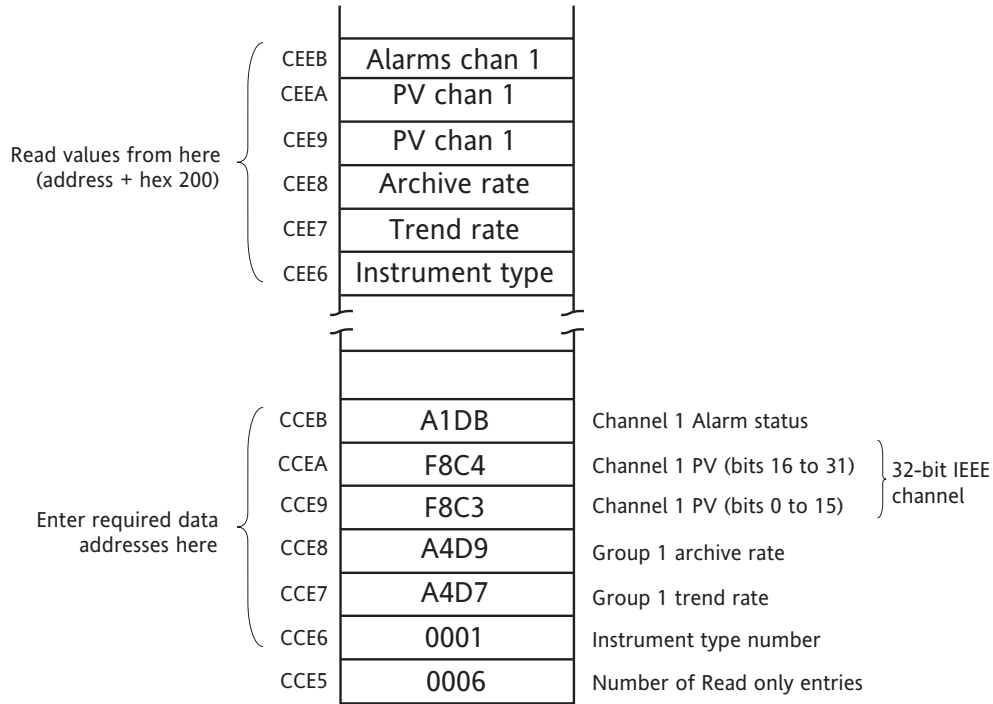 CEEB Alarms chan 1
CEEA PV chan 1
CEE9 PV chan 1
Read values from here
(address + hex 200)
CEE8 Archive rate
CEE7 Trend rate
CEE6 Instrument type
CCEB A1DB Channel 1 Alarm status
CCEA F8C4 Channel 1 PV (bits 16 to 31)
CCE9 F8C3 Channel 1 PV (bits 0 to 15)
32-bit IEEE
channel
Enter required data
addresses here
CCE8 A4D9 Group 1 archive rate
CCE7 A4D7 Group 1 trend rate
CCE6 0001 Instrument type number
CCE5 0006 Number of Read only entries